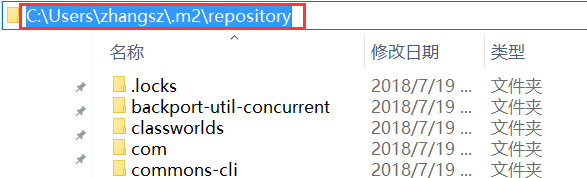 C:\Users\zhangsz\.m2\repository
名称 修改日期 类型
.locks 2018/7/19 ... 文件夹
backport-util-concurrent 2018/7/19 ... 文件夹
classworlds 2018/7/19 ... 文件夹
com 2018/7/19 ... 文件夹
commons-cli 2018/7/19 ... 文件夹